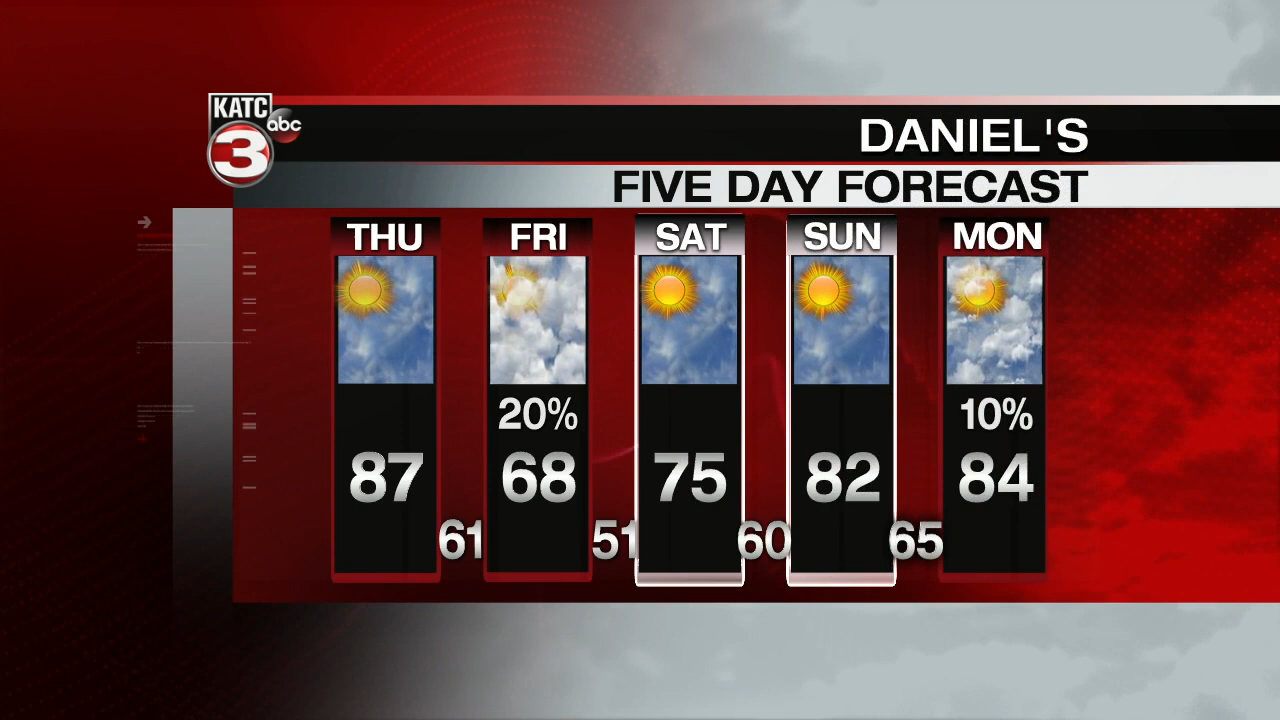 KATC
abc
3
DANIEL'S
FIVE DAY FORECAST
THU FRI SAT SUN MON
20% 10%
87 68 75 82 84
61 51 60 65